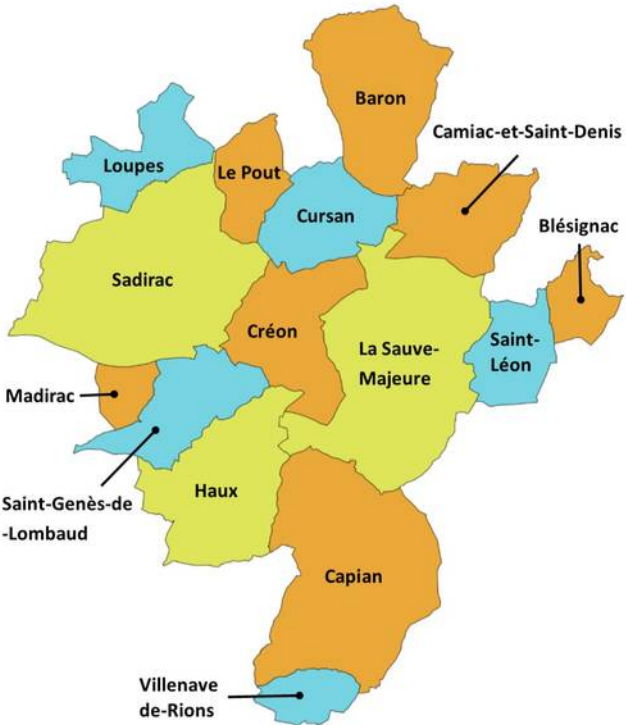 Baron
Camiac-et-Saint-Denis
Loupes
Le Pout
Cursan
Blésignac
Sadirac
Créon
La Sauve-
Majeure
Saint-
Léon
Madirac
Saint-Genès-de
-Lombaud
Haux
Capian
Villenave
de-Rions